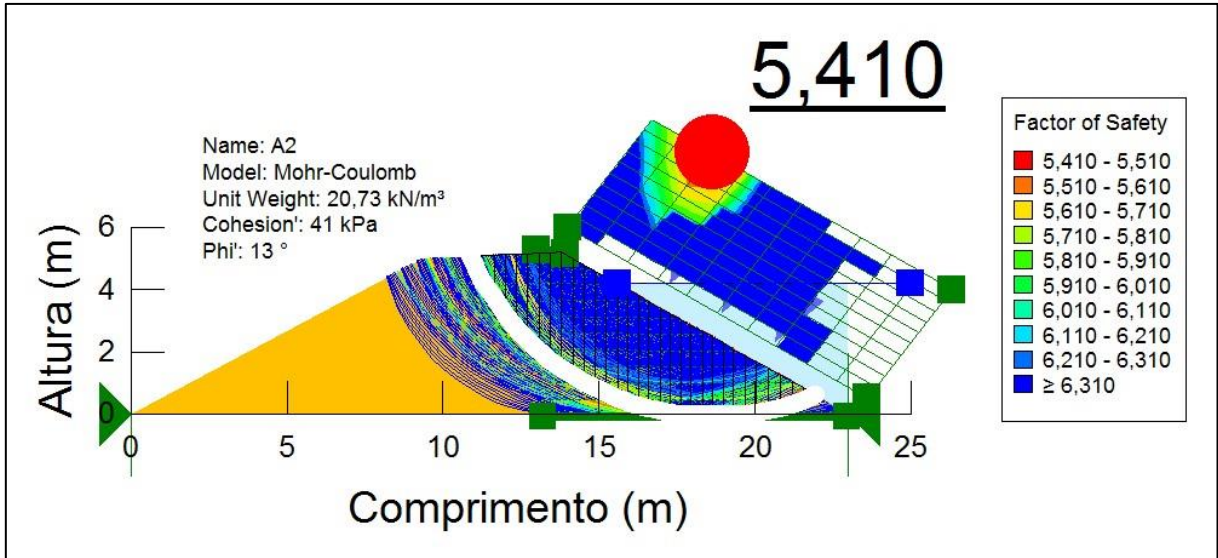 5,410
Name: A2
Model: Mohr-Coulomb
Unit Weight: 20,73 kN/m³
Cohesion': 41 kPa
Phi': 13 °
Factor of Safety
5,410 - 5,510
5,510 - 5,610
5,610 - 5,710
5,710 - 5,810
5,810 - 5,910
5,910 - 6,010
6,010 - 6,110
6,110 - 6,210
6,210 - 6,310
≥ 6,310
Altura (m)
6
4
2
0
0 5 10 15 20 25
Comprimento (m)